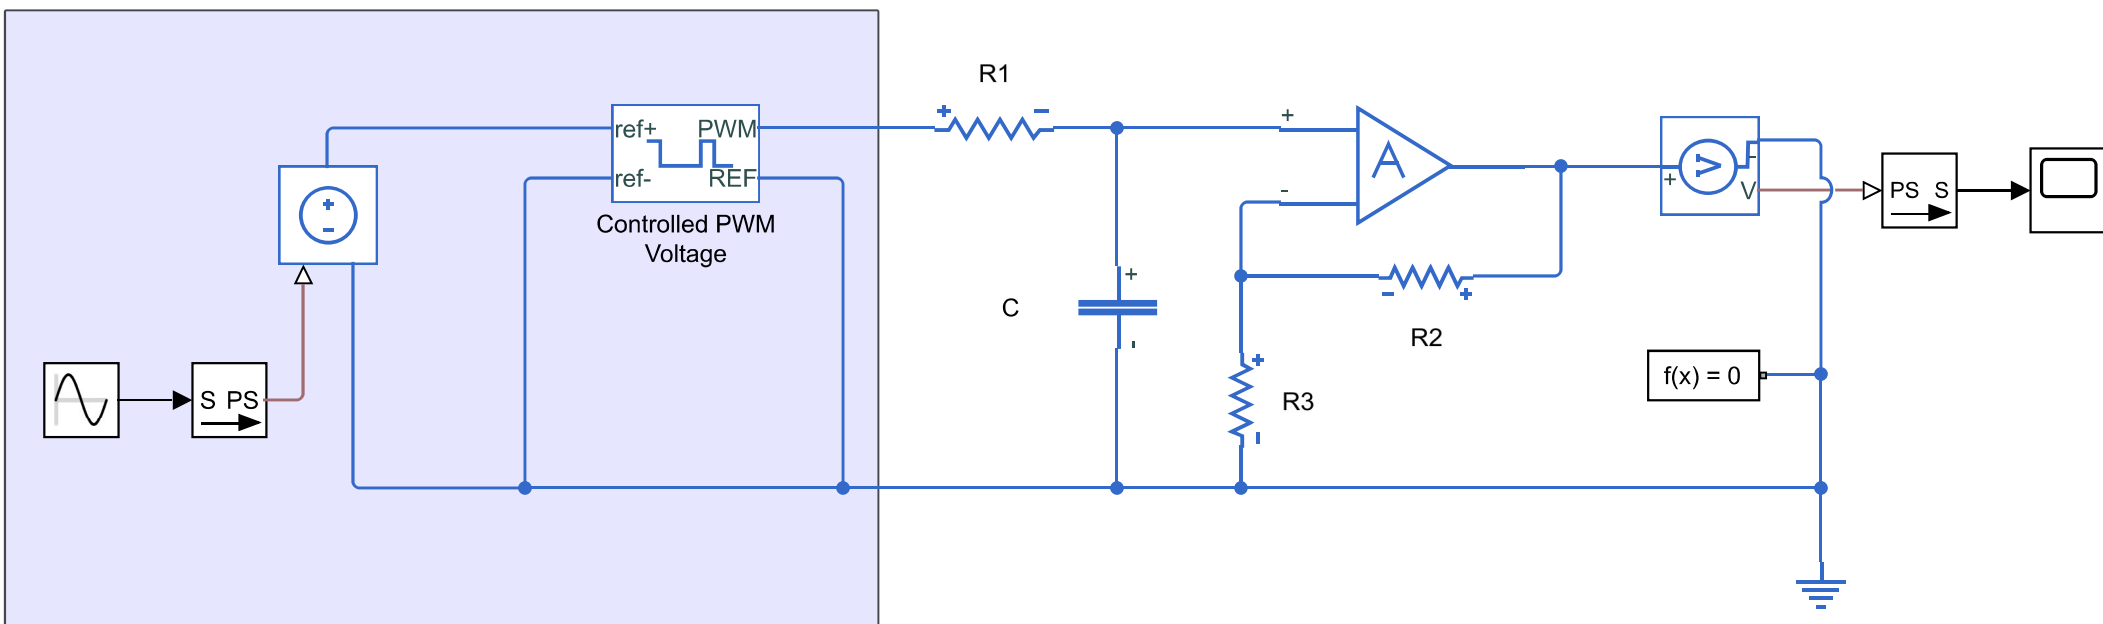 R1
ref+ PWM
ref- REF
Controlled PWM
Voltage
+
-
A
+
-
+ V -
V
PS S
+
-
C
R2
f(x) = 0
S PS
R3